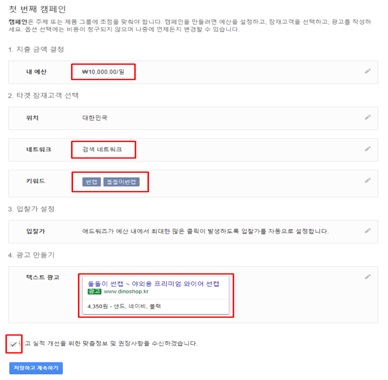 첫 번째 캠페인
캠페인은 주제 또는 제품 그룹에 초점을 맞춰야 합니다. 캠페인을 만들려면 예산을 설정하고, 잠재고객을 선택하고, 광고를 작성하
세요. 옵션 선택에는 비용이 청구되지 않으며 나중에 언제든지 변경할 수 있습니다.
1. 지출 금액 결정
내 예산 ₩10,000.00/일
2. 타겟 잠재고객 선택
위치 대한민국
네트워크 검색 네트워크
키워드 썬캡 돌돌이썬캡
3. 입찰가 설정
입찰가 애드워즈가 예산 내에서 최대한 많은 클릭이 발생하도록 입찰가를 자동으로 설정합니다.
4. 광고 만들기
텍스트 광고 돌돌이 썬캡 ~ 야외용 프리미엄 와이어 썬캡
광고 www.dinoshop.kr
4,350원 - 샌드, 네이비, 블랙
광고 실적 개선을 위한 맞춤정보 및 권장사항을 수신하겠습니다.
저장하고 계속하기